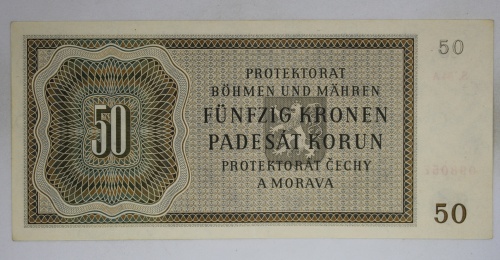 50
PROTEKTORAT
BÖHMEN UND MÄHREN
FÜNFZIG KRONEN
PADESÁT KORUN
PROTEKTORÁT ČECHY
A MORAVA
50
50